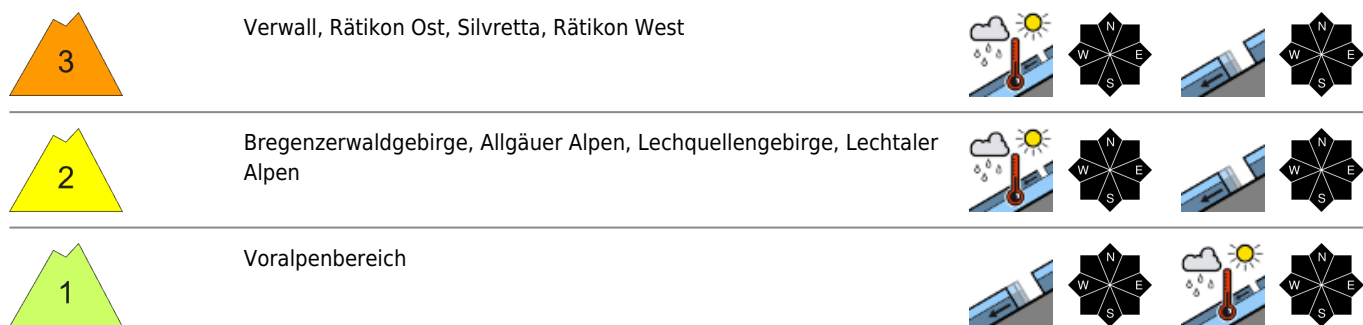 3
Verwall, Rätikon Ost, Silvretta, Rätikon West
N
W E
S
N
W E
S
2
Bregenzerwaldgebirge, Allgäuer Alpen, Lechquellengebirge, Lechtaler
Alpen
N
W E
S
N
W E
S
1
Voralpenbereich
N
W E
S
N
W E
S